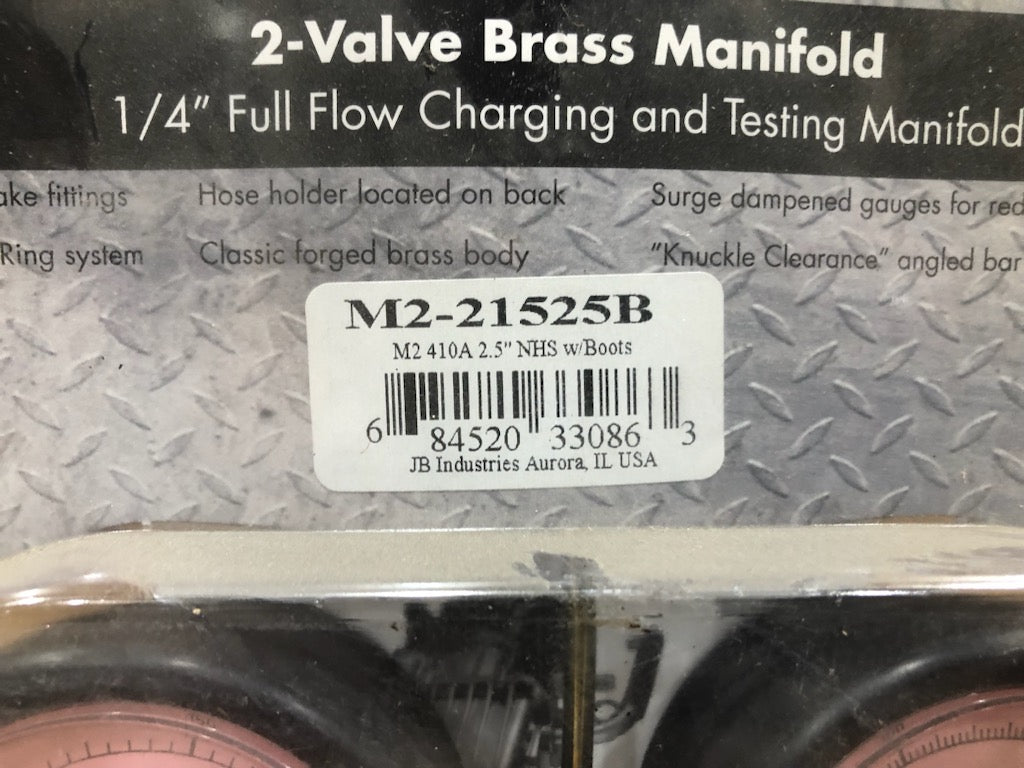 2-Valve Brass Manifold
1/4" Full Flow Charging and Testing Manifold
ake fittings Hose holder located on back Surge dampened gauges for red
Ring system Classic forged brass body "Knuckle Clearance" angled bar
M2-21525B
M2 410A 2.5" NHS w/Boots
6 84520 33086 3
JB Industries Aurora, IL USA